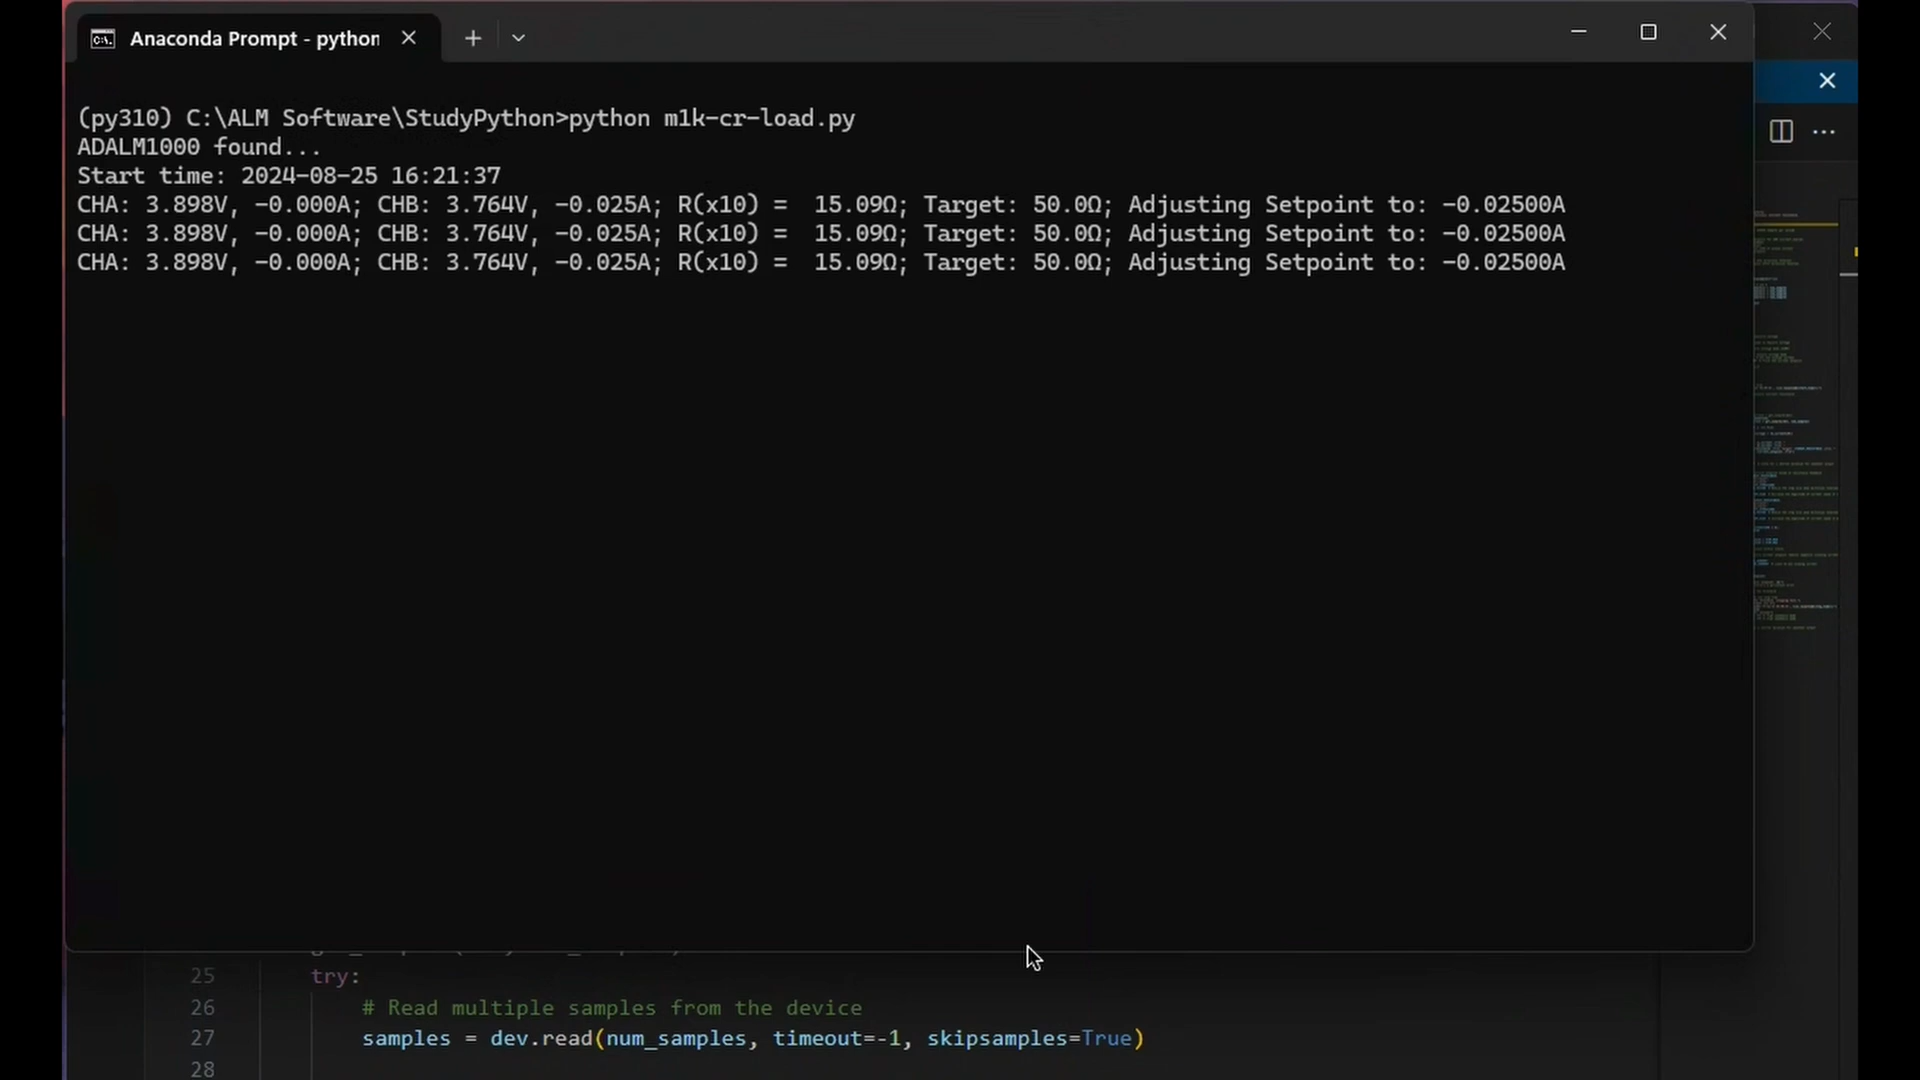 Anaconda Prompt - python
(py310) C:\ALM Software\StudyPython>python m1k-cr-load.py
ADALM1000 found...
Start time: 2024-08-25 16:21:37
CHA: 3.898V, -0.000A; CHB: 3.764V, -0.025A; R(x10) =  15.09Ω; Target: 50.0Ω; Adjusting Setpoint to: -0.02500A
CHA: 3.898V, -0.000A; CHB: 3.764V, -0.025A; R(x10) =  15.09Ω; Target: 50.0Ω; Adjusting Setpoint to: -0.02500A
CHA: 3.898V, -0.000A; CHB: 3.764V, -0.025A; R(x10) =  15.09Ω; Target: 50.0Ω; Adjusting Setpoint to: -0.02500A
25 try:
26 # Read multiple samples from the device
27 samples = dev.read(num_samples, timeout=-1, skipsamples=True)
28